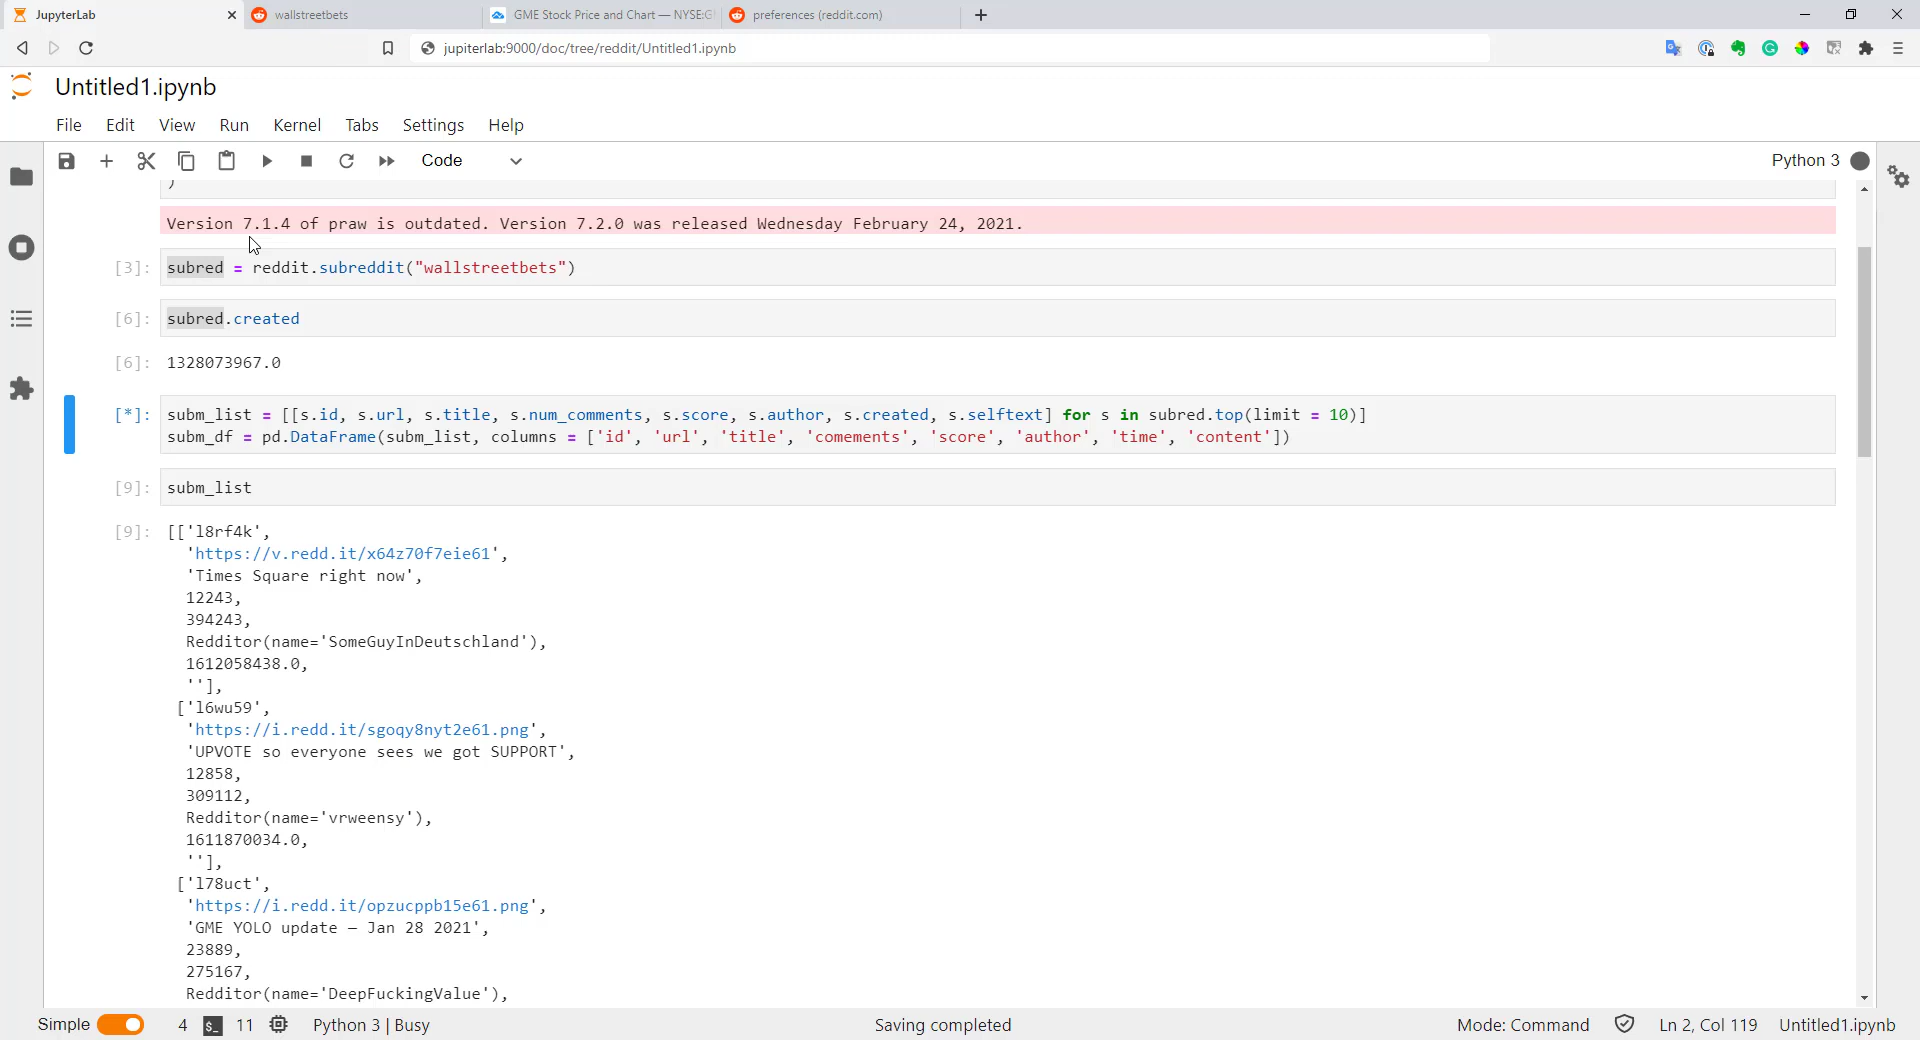 JupyterLab
wallstreetbets
GME Stock Price and Chart — NYSE:G
preferences (reddit.com)
jupiterlab:9000/doc/tree/reddit/Untitled1.ipynb
Untitled1.ipynb
File Edit View Run Kernel Tabs Settings Help
Code
Python 3
)
Version 7.1.4 of praw is outdated. Version 7.2.0 was released Wednesday February 24, 2021.
[3]: subred = reddit.subreddit("wallstreetbets")
[6]: subred.created
[6]: 1328073967.0
[*]: subm_list = [[s.id, s.url, s.title, s.num_comments, s.score, s.author, s.created, s.selftext] for s in subred.top(limit = 10)]
subm_df = pd.DataFrame(subm_list, columns = ['id', 'url', 'title', 'comements', 'score', 'author', 'time', 'content'])
[9]: subm_list
[9]: [['l8rf4k',
'https://v.redd.it/x64z70f7eie61',
'Times Square right now',
12243,
394243,
Redditor(name='SomeGuyInDeutschland'),
1612058438.0,
''],
['l6wu59',
'https://i.redd.it/sgoqy8nyt2e61.png',
'UPVOTE so everyone sees we got SUPPORT',
12858,
309112,
Redditor(name='vrweensy'),
1611870034.0,
''],
['l78uct',
'https://i.redd.it/opzucppb15e61.png',
'GME YOLO update — Jan 28 2021',
23889,
275167,
Redditor(name='DeepFuckingValue'),
Simple 4 $_ 11 Python 3 | Busy Saving completed Mode: Command Ln 2, Col 119 Untitled1.ipynb